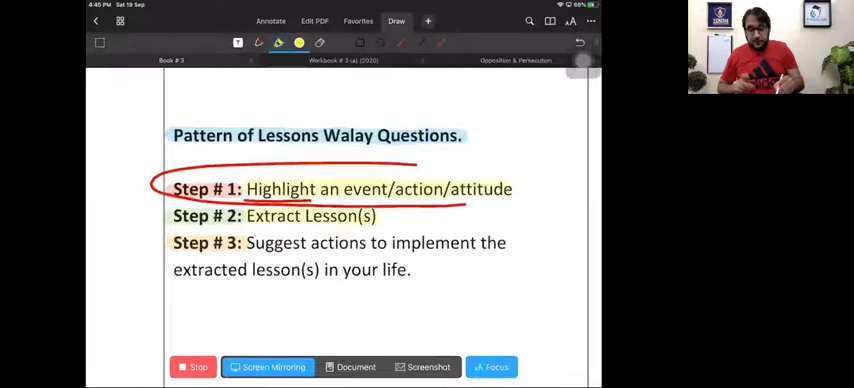 4:45 PM Sat 19 Sep
68%
Annotate Edit PDF Favorites Draw +
AA
T
Book # 3 Workbook # 3 (a) (2020) Opposition & Persecution
Pattern of Lessons Walay Questions.
Step # 1: Highlight an event/action/attitude
Step # 2: Extract Lesson(s)
Step # 3: Suggest actions to implement the
extracted lesson(s) in your life.
Stop Screen Mirroring Document Screenshot Focus
adidas